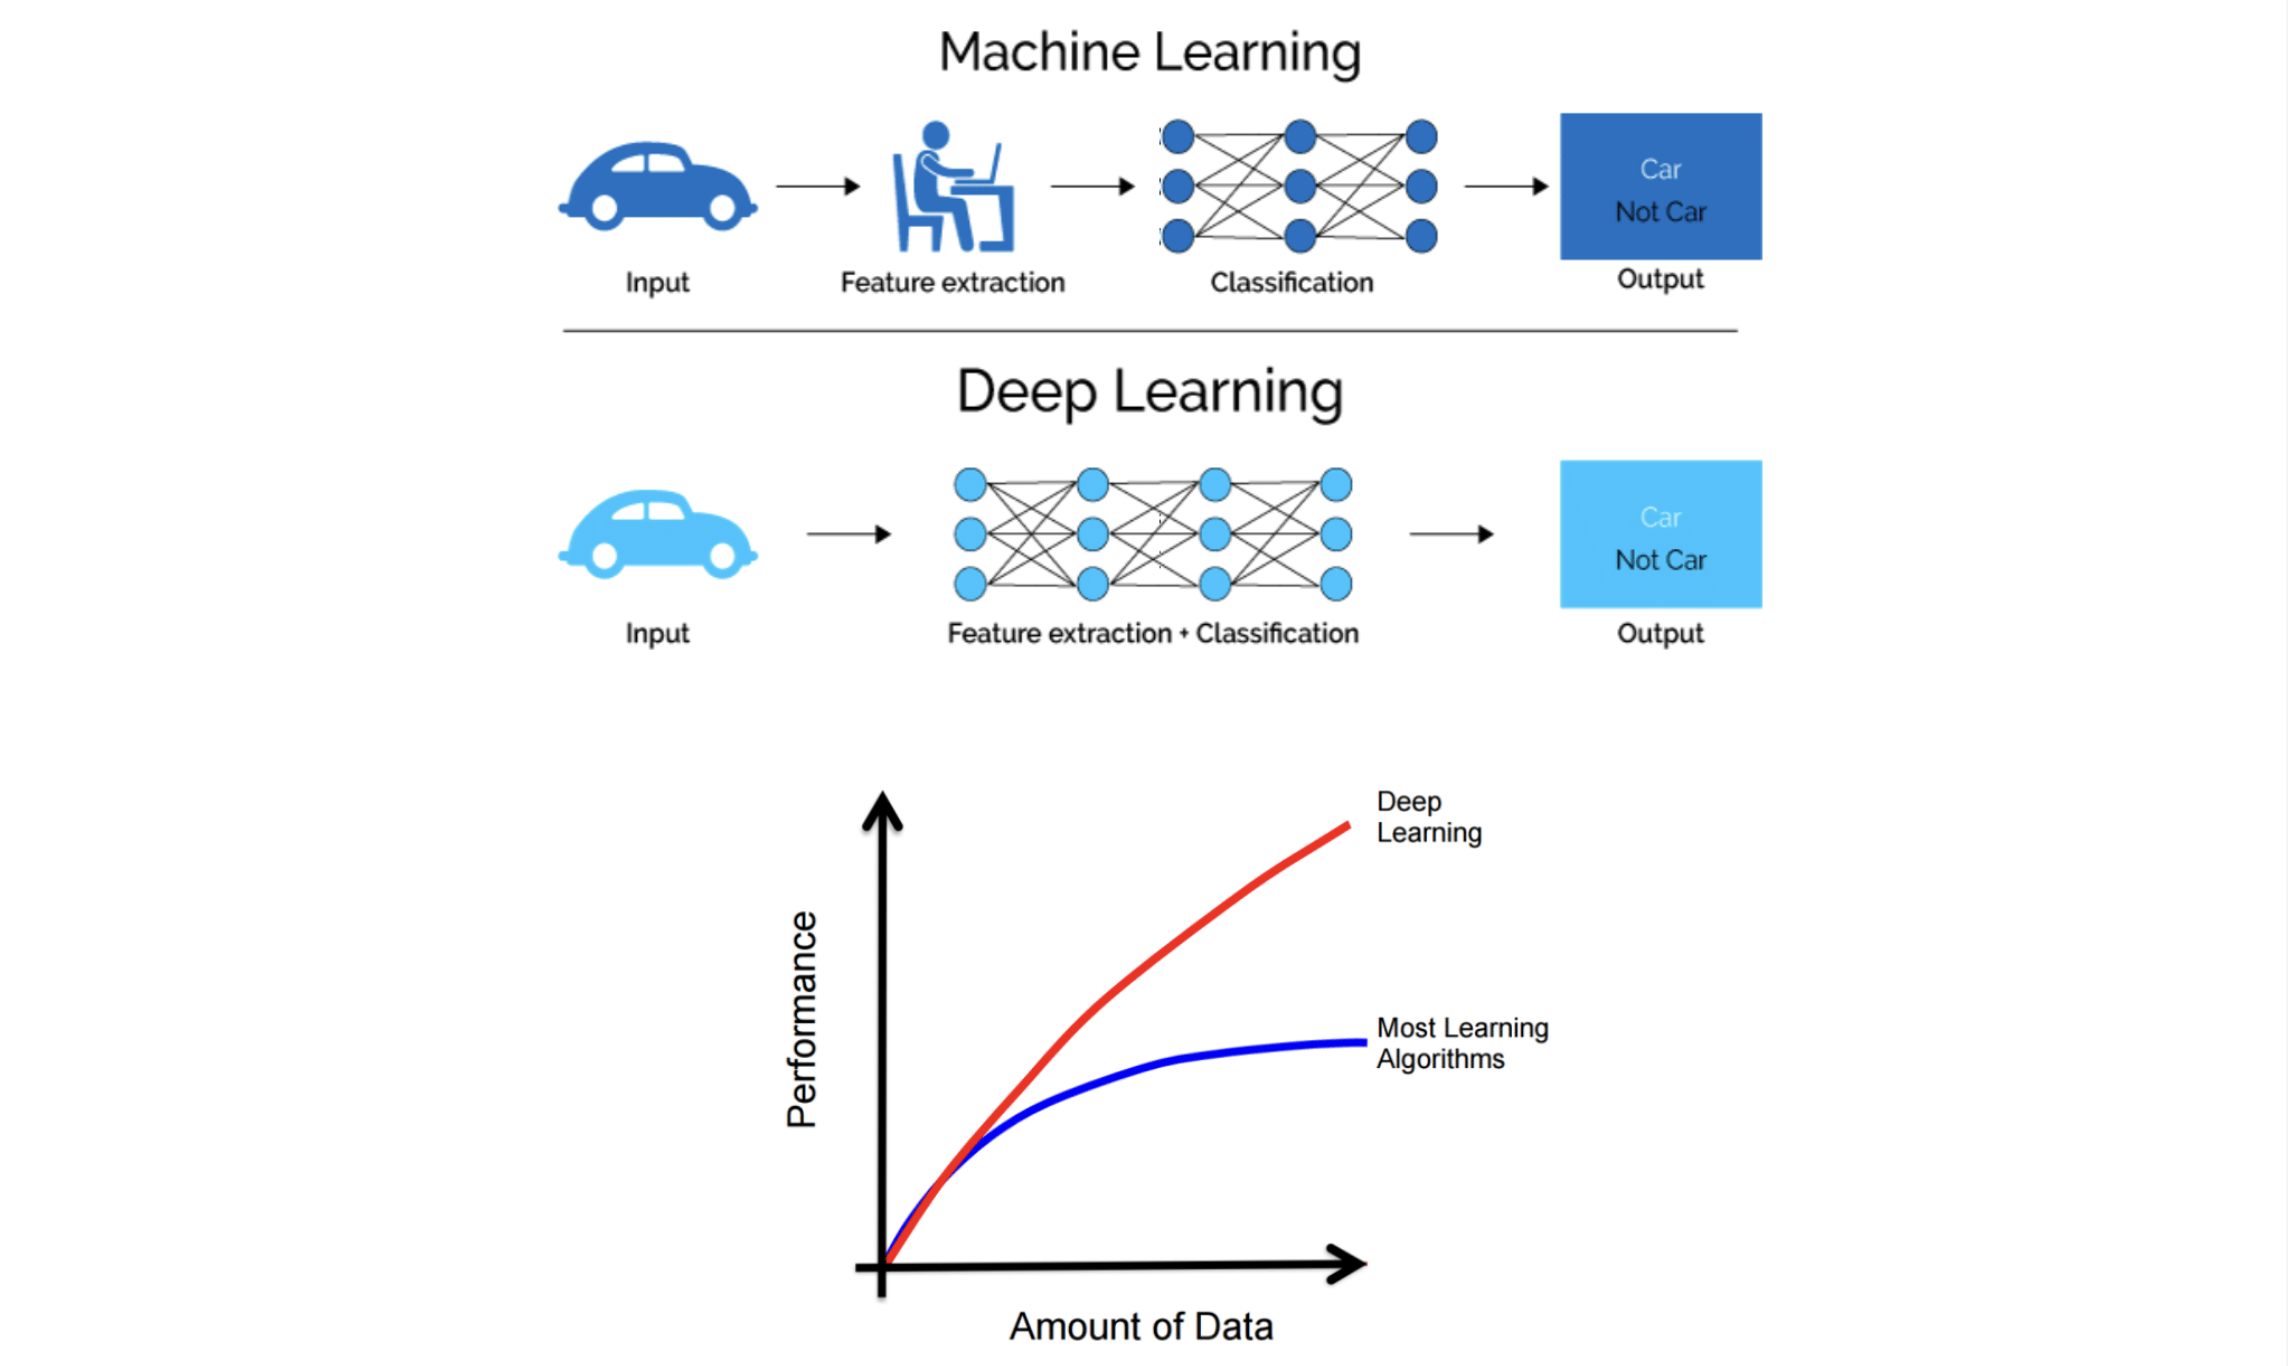 Machine Learning
Car
Not Car
Input
Feature extraction
Classification
Output
Deep Learning
Car
Not Car
Input
Feature extraction + Classification
Output
Deep
Learning
Performance
Most Learning
Algorithms
Amount of Data